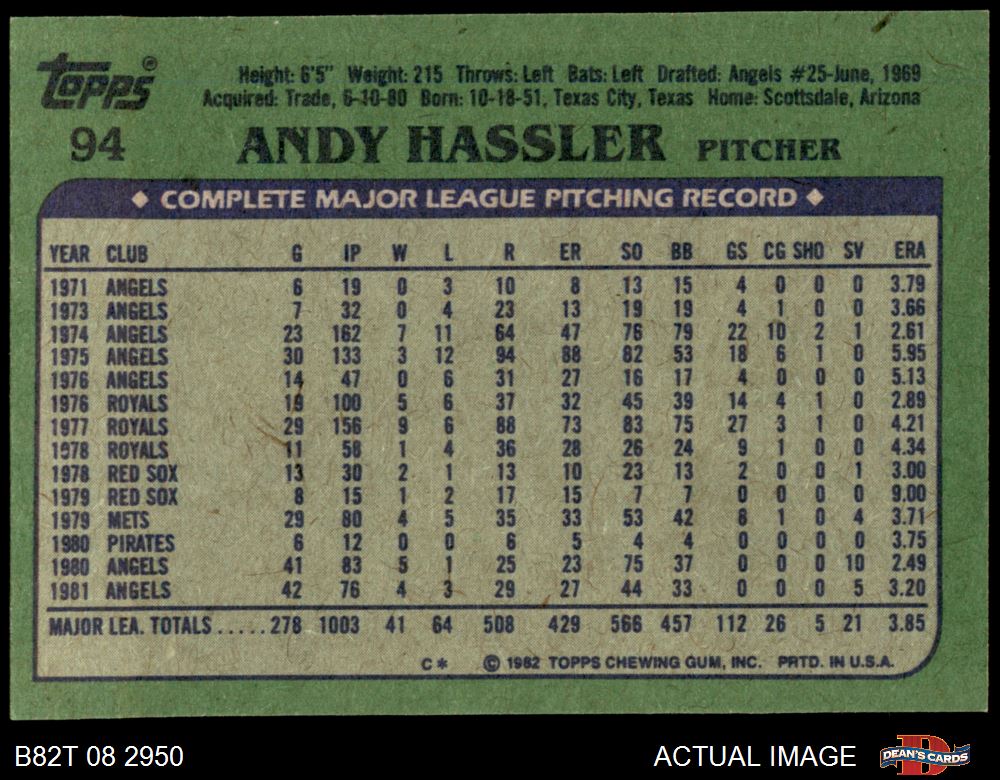 Topps®
Height: 6'5" Weight: 215 Throws: Left Bats: Left Drafted: Angels #25-June, 1969
Acquired: Trade, 6-10-80 Born: 10-18-51, Texas City, Texas Home: Scottsdale, Arizona
94 ANDY HASSLER PITCHER
◆ COMPLETE MAJOR LEAGUE PITCHING RECORD ◆
YEAR CLUB G IP W L R ER SO BB GS CG SHO SV ERA
1971 ANGELS 6 19 0 3 10 8 13 15 4 0 0 0 3.79
1973 ANGELS 7 32 0 4 23 13 19 19 4 1 0 0 3.66
1974 ANGELS 23 162 7 11 64 47 76 79 22 10 2 1 2.61
1975 ANGELS 30 133 3 12 94 88 82 53 18 6 1 0 5.95
1976 ANGELS 14 47 0 6 31 27 16 17 4 0 0 0 5.13
1976 ROYALS 19 100 5 6 37 32 45 39 14 4 1 0 2.89
1977 ROYALS 29 156 9 6 88 73 83 75 27 3 1 0 4.21
1978 ROYALS 11 58 1 4 36 28 26 24 9 1 0 0 4.34
1978 RED SOX 13 30 2 1 13 10 23 13 2 0 0 1 3.00
1979 RED SOX 8 15 1 2 17 15 7 7 0 0 0 0 9.00
1979 METS 29 80 4 5 35 33 53 42 8 1 0 4 3.71
1980 PIRATES 6 12 0 0 6 5 4 4 0 0 0 0 3.75
1980 ANGELS 41 83 5 1 25 23 75 37 0 0 0 10 2.49
1981 ANGELS 42 76 4 3 29 27 44 33 0 0 0 5 3.20
MAJOR LEA. TOTALS.....278 1003 41 64 508 429 566 457 112 26 5 21 3.85
C* © 1982 TOPPS CHEWING GUM, INC. PRTD. IN U.S.A.
B82T 08 2950 ACTUAL IMAGE DEAN'S CARDS